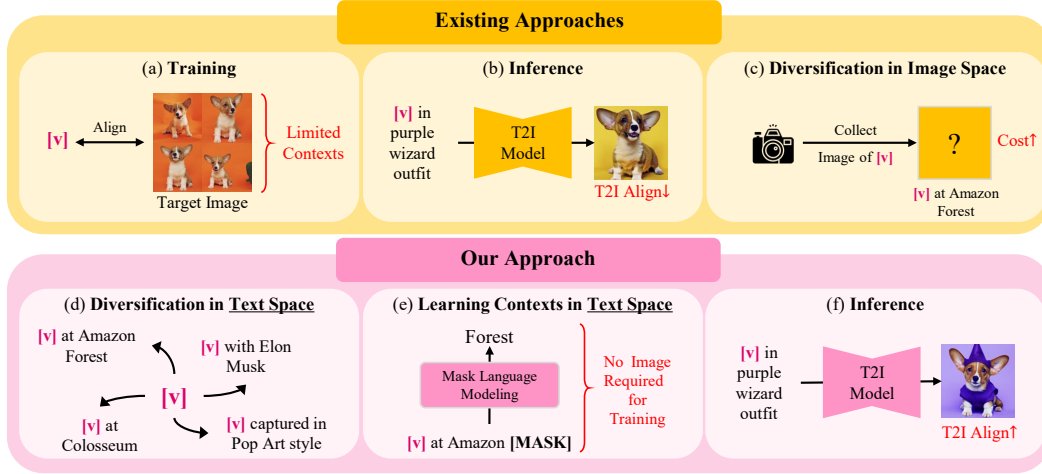 Existing Approaches
(a) Training
[v]
Align
Limited
Contexts
Target Image
(b) Inference
[v] in
purple
wizard
outfit
T2I
Model
T2I Align↓
(c) Diversification in Image Space
Collect
Image of [v]
?
Cost↑
[v] at Amazon
Forest
Our Approach
(d) Diversification in Text Space
[v] at Amazon
Forest
[v] with Elon
Musk
[v]
[v] at
Colosseum
[v] captured in
Pop Art style
(e) Learning Contexts in Text Space
Forest
Mask Language
Modeling
[v] at Amazon [MASK]
No Image
Required
for
Training
(f) Inference
[v] in
purple
wizard
outfit
T2I
Model
T2I Align↑